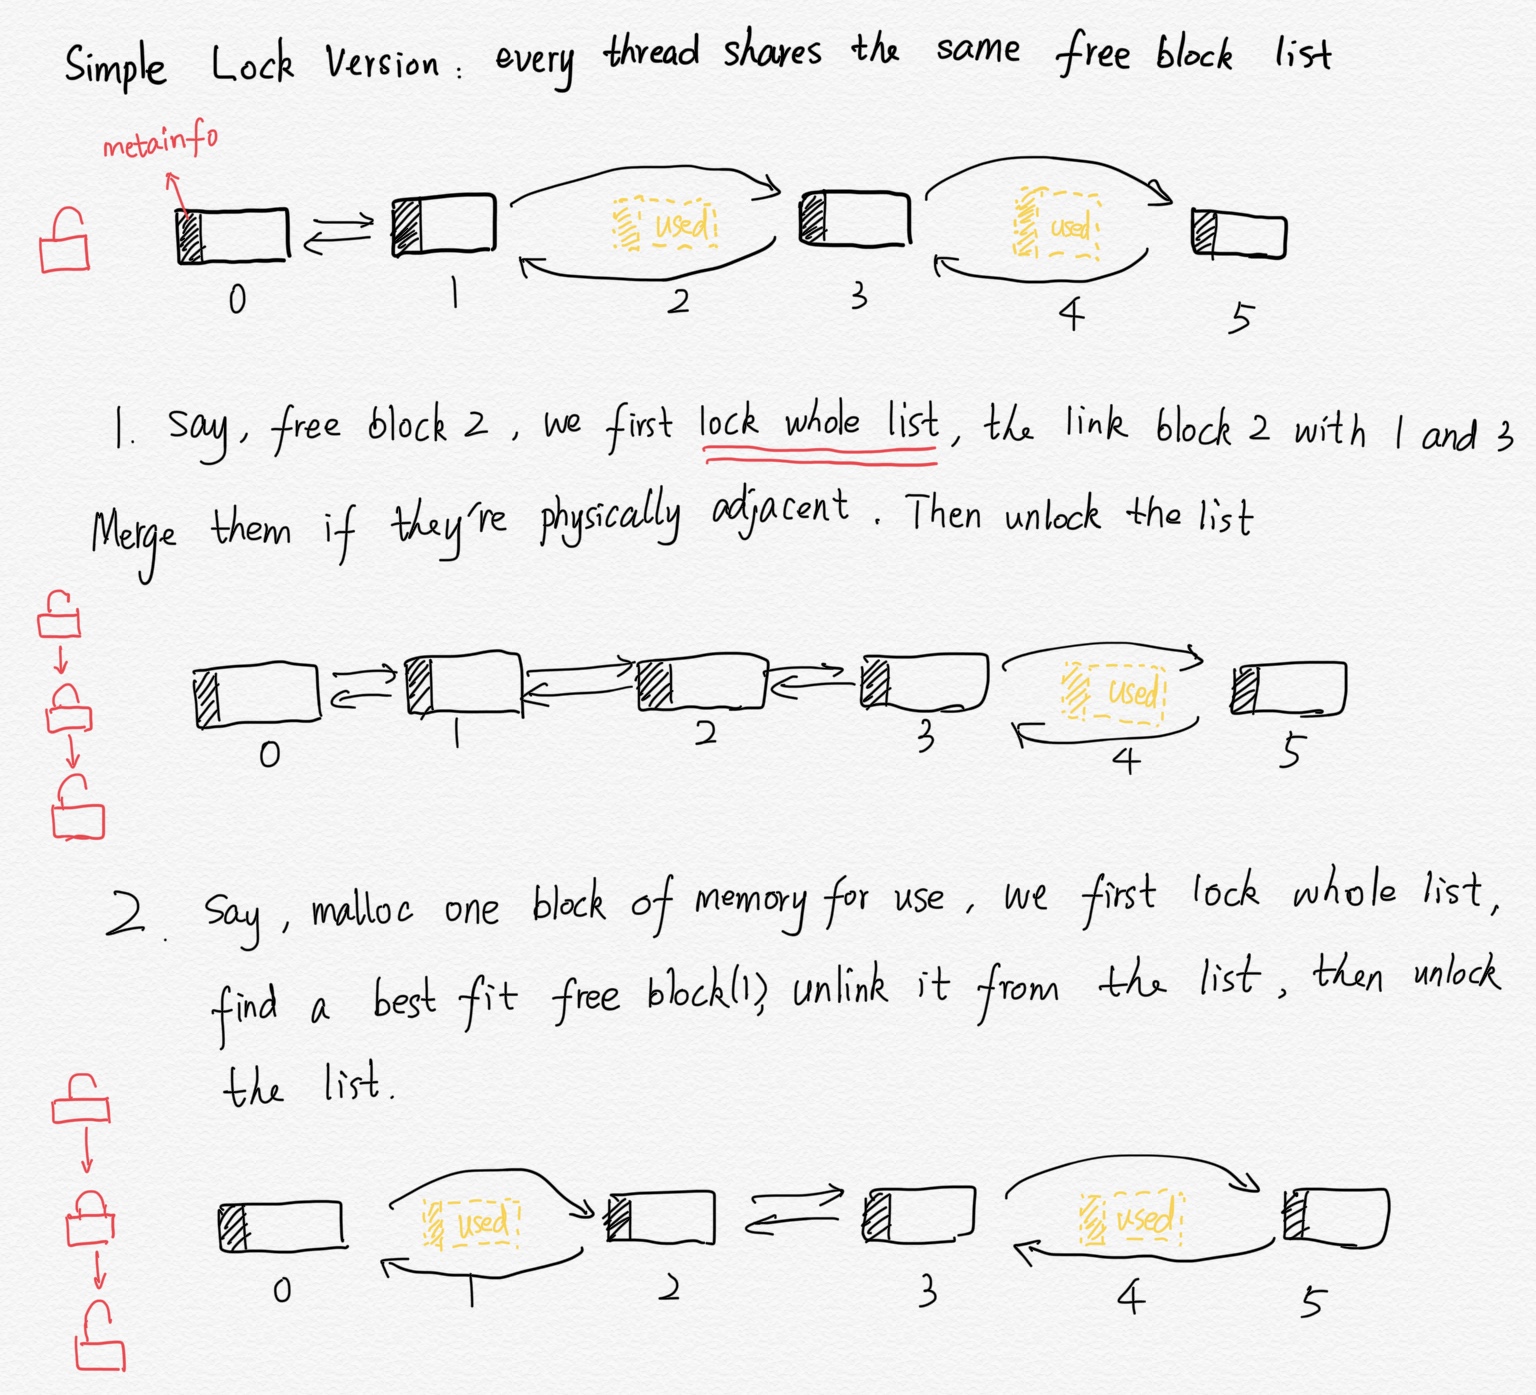 Simple Lock Version: every thread shares the same free block list
metainfo
used used
0 1 2 3 4 5
1. Say, free block 2, we first lock whole list, the link block 2 with 1 and 3
Merge them if they're physically adjacent. Then unlock the list
used
0 1 2 3 4 5
2. Say, malloc one block of memory for use, we first lock whole list,
find a best fit free block(1), unlink it from the list, then unlock
the list.
used used
0 1 2 3 4 5